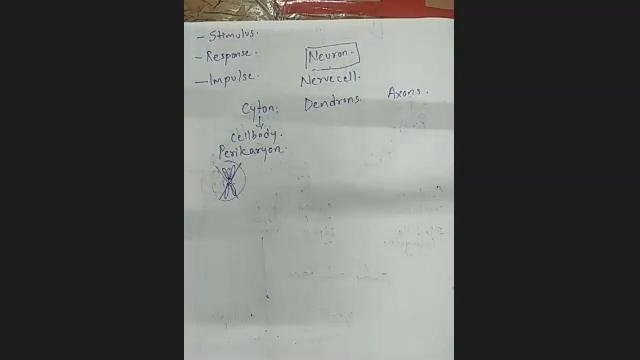 - Stimulus.
- Response.
- Impulse.
Neuron.
Nervecell.
Cyton.
Dendrons.
Axons.
cellbody.
Perikaryon.